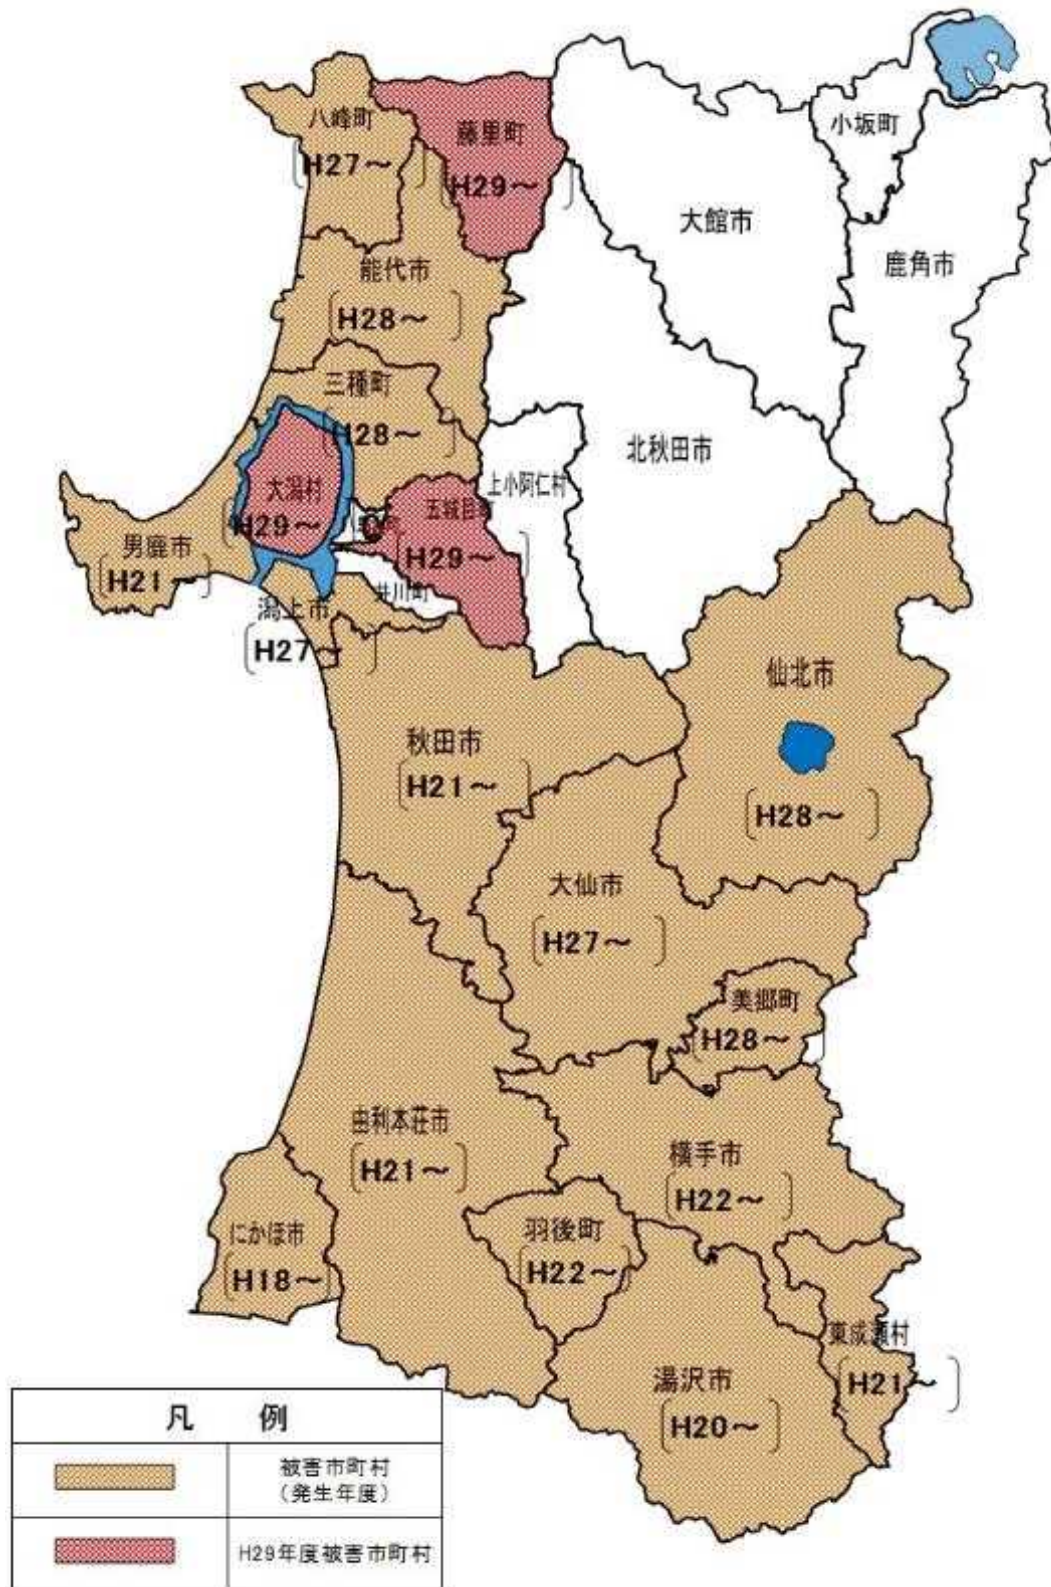 八峰町
[H27～]
藤里町
[H29～]
小坂町
大館市
鹿角市
能代市
[H28～]
三種町
[H28～]
北秋田市
上小阿仁村
大潟村
[H29～]
五城目町
[H29～]
男鹿市
[H21～]
井川町
潟上市
[H27～]
仙北市
[H28～]
秋田市
[H21～]
大仙市
[H27～]
美郷町
[H28～]
由利本荘市
[H21～]
横手市
[H22～]
羽後町
[H22～]
にかほ市
[H18～]
東成瀬村
[H21～]
湯沢市
[H20～]
凡 例
被害市町村
(発生年度)
H29年度被害市町村